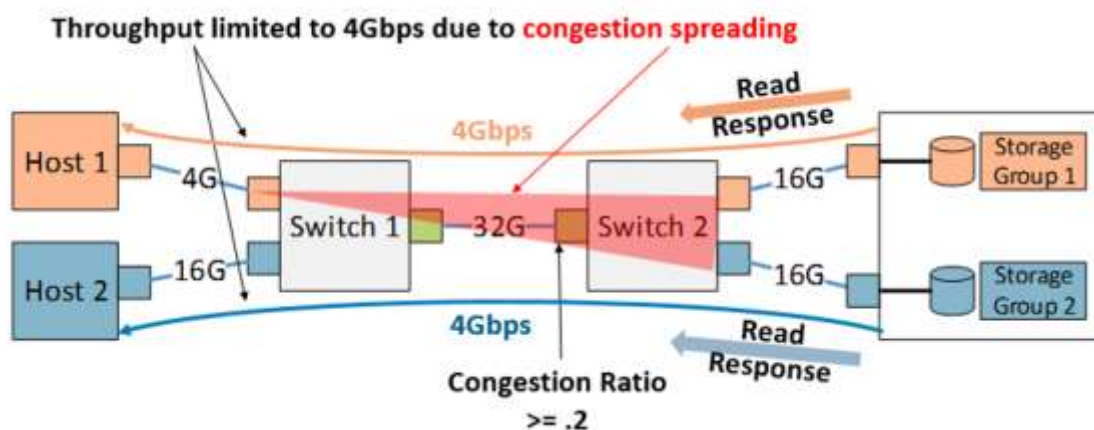 Throughput limited to 4Gbps due to congestion spreading
Read
Response
4Gbps
Host 1
4G
16G
Storage
Group 1
Switch 1
32G
Switch 2
Host 2
16G
16G
Storage
Group 2
4Gbps
Read
Response
Congestion Ratio
>= .2